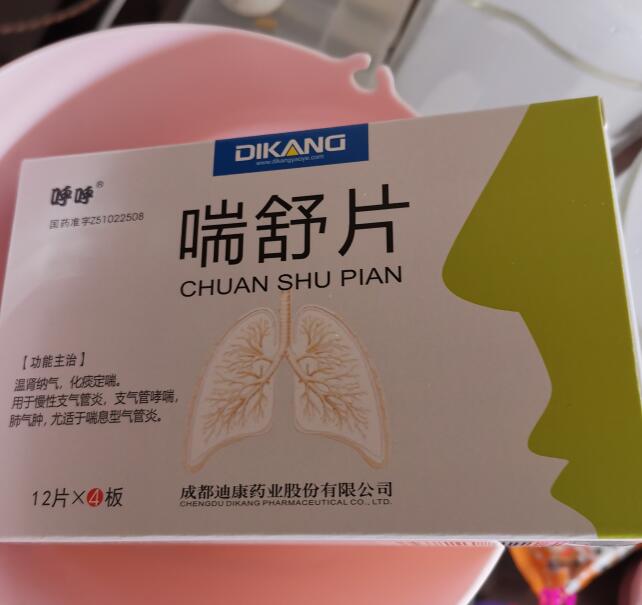 DIKANG
www.dikangyaoye.com
呼呼®
国药准字Z51022508
喘舒片
CHUAN SHU PIAN
【功能主治】
温肾纳气，化痰定喘。
用于慢性支气管炎，支气管哮喘，
肺气肿，尤适于喘息型气管炎。
12片×4板
成都迪康药业股份有限公司
CHENGDU DIKANG PHARMACEUTICAL CO., LTD.